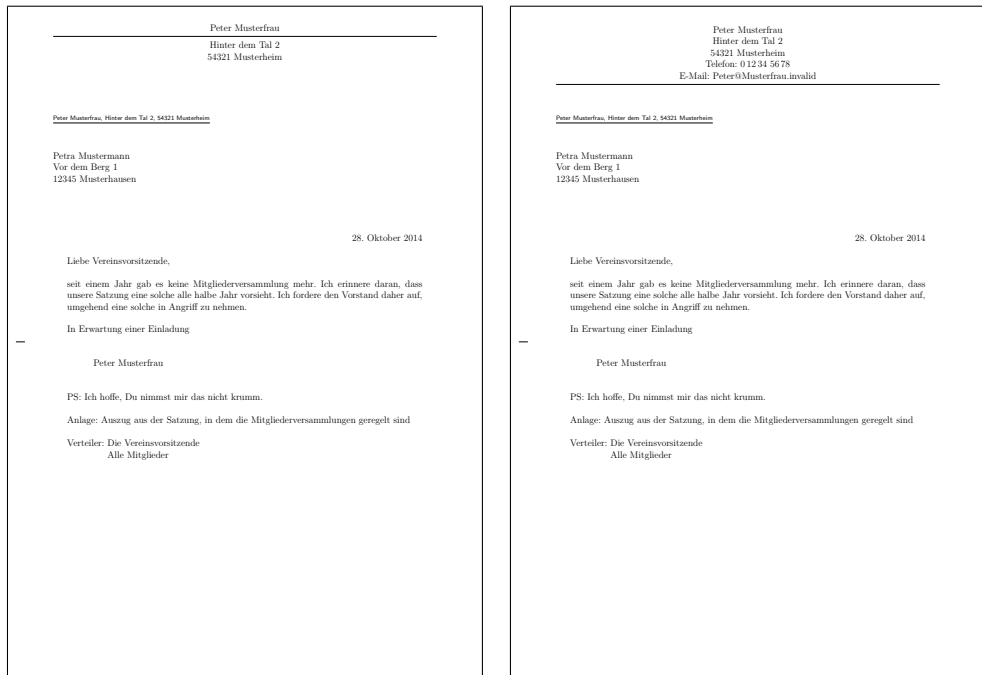 Peter Musterfrau
Hinter dem Tal 2
54321 Musterheim
Peter Musterfrau, Hinter dem Tal 2, 54321 Musterheim
Petra Mustermann
Vor dem Berg 1
12345 Musterhausen
28. Oktober 2014
Liebe Vereinsvorsitzende,
seit einem Jahr gab es keine Mitgliederversammlung mehr. Ich erinnere daran, dass
unsere Satzung eine solche alle halbe Jahr vorsieht. Ich fordere den Vorstand daher auf,
umgehend eine solche in Angriff zu nehmen.
In Erwartung einer Einladung
Peter Musterfrau
PS: Ich hoffe, Du nimmst mir das nicht krumm.
Anlage: Auszug aus der Satzung, in dem die Mitgliederversammlungen geregelt sind
Verteiler: Die Vereinsvorsitzende
Alle Mitglieder
Peter Musterfrau
Hinter dem Tal 2
54321 Musterheim
Telefon: 0 12 34 56 78
E-Mail: Peter@Musterfrau.invalid
Peter Musterfrau, Hinter dem Tal 2, 54321 Musterheim
Petra Mustermann
Vor dem Berg 1
12345 Musterhausen
28. Oktober 2014
Liebe Vereinsvorsitzende,
seit einem Jahr gab es keine Mitgliederversammlung mehr. Ich erinnere daran, dass
unsere Satzung eine solche alle halbe Jahr vorsieht. Ich fordere den Vorstand daher auf,
umgehend eine solche in Angriff zu nehmen.
In Erwartung einer Einladung
Peter Musterfrau
PS: Ich hoffe, Du nimmst mir das nicht krumm.
Anlage: Auszug aus der Satzung, in dem die Mitgliederversammlungen geregelt sind
Verteiler: Die Vereinsvorsitzende
Alle Mitglieder